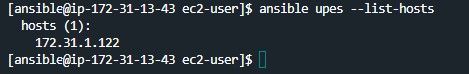 [ansible@ip-172-31-13-43 ec2-user]$ ansible upes --list-hosts
  hosts (1):
    172.31.1.122
[ansible@ip-172-31-13-43 ec2-user]$